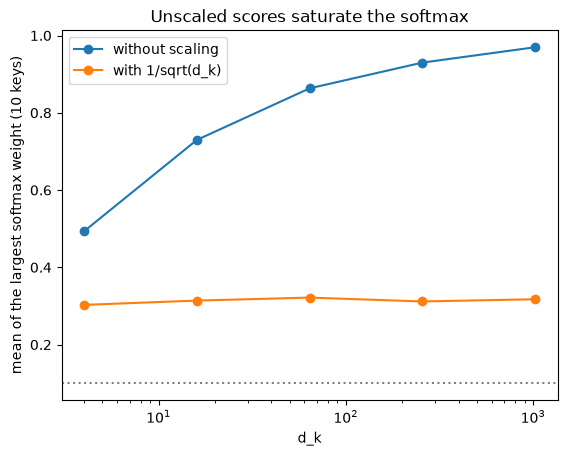 Unscaled scores saturate the softmax
without scaling
with 1/sqrt(d_k)
mean of the largest softmax weight (10 keys)
1.0
0.8
0.6
0.4
0.2
10¹
10²
10³
d_k